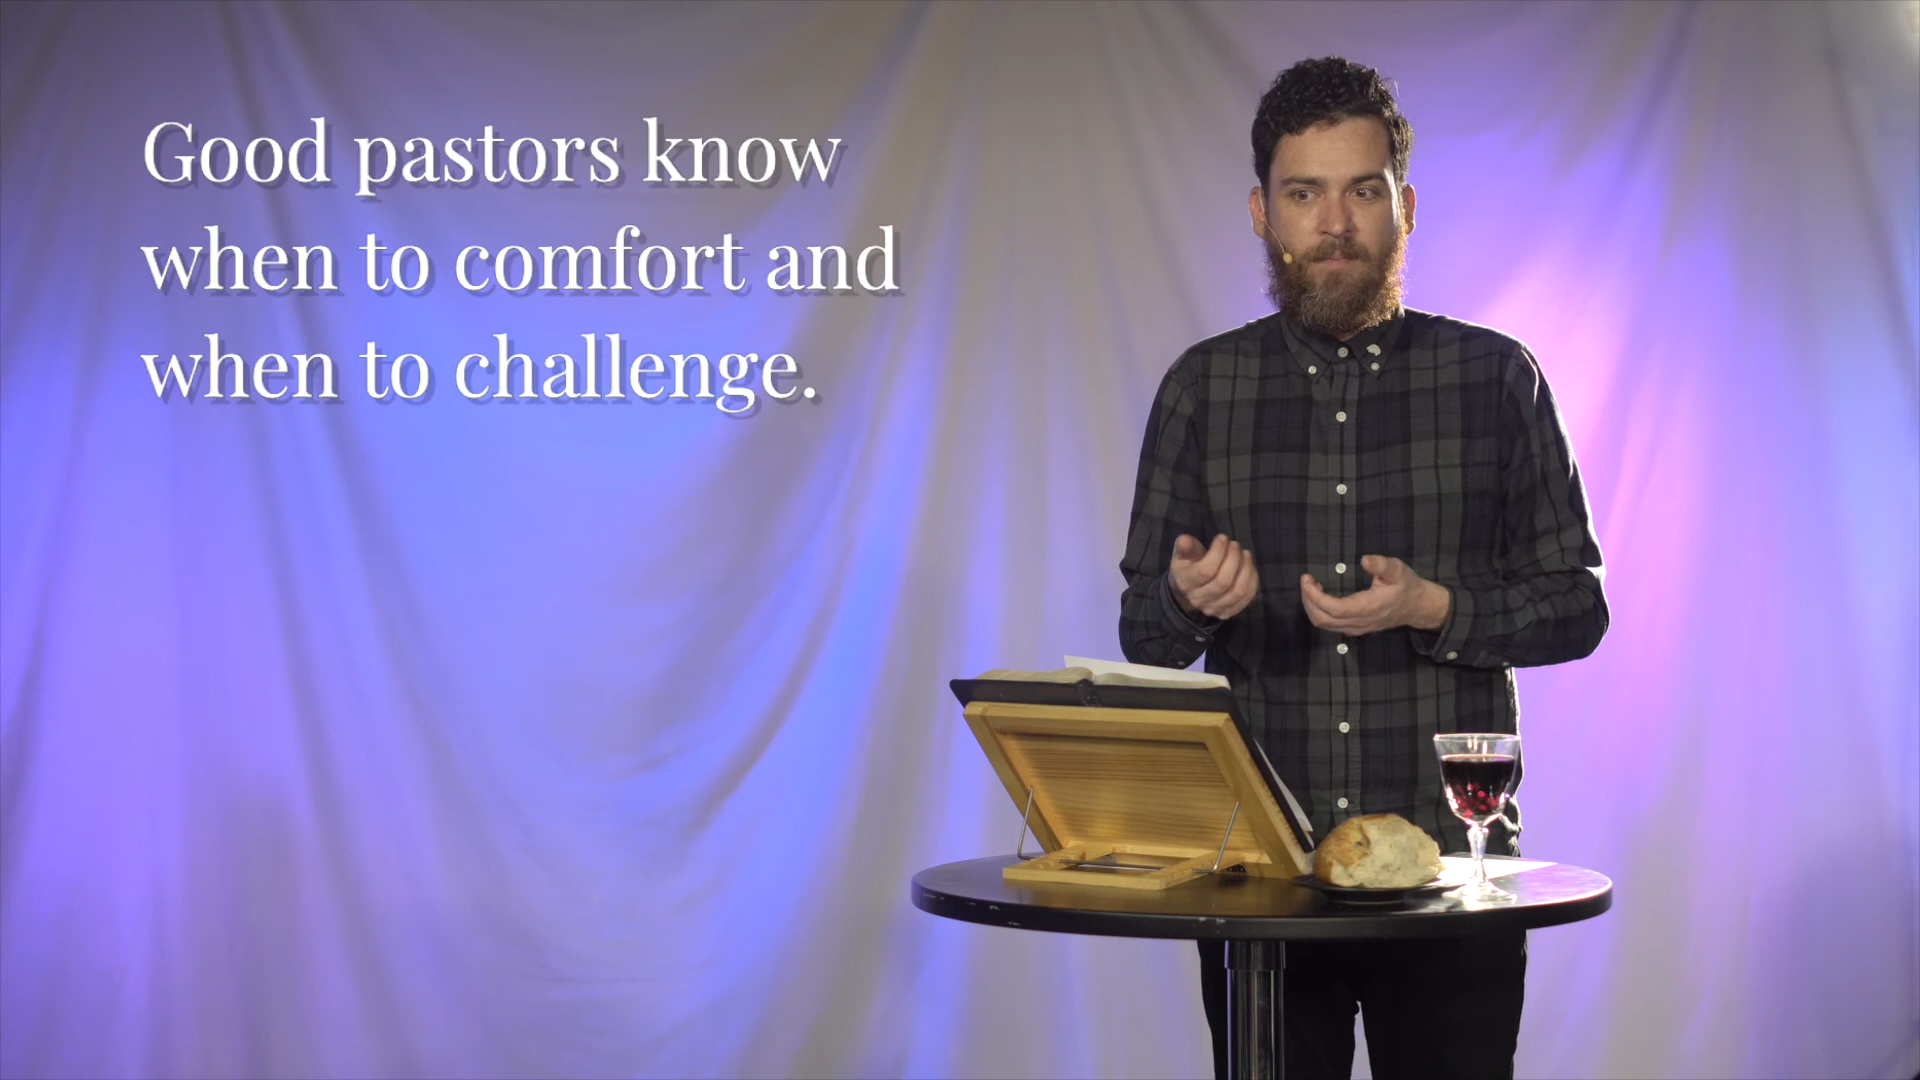 Good pastors know
when to comfort and
when to challenge.